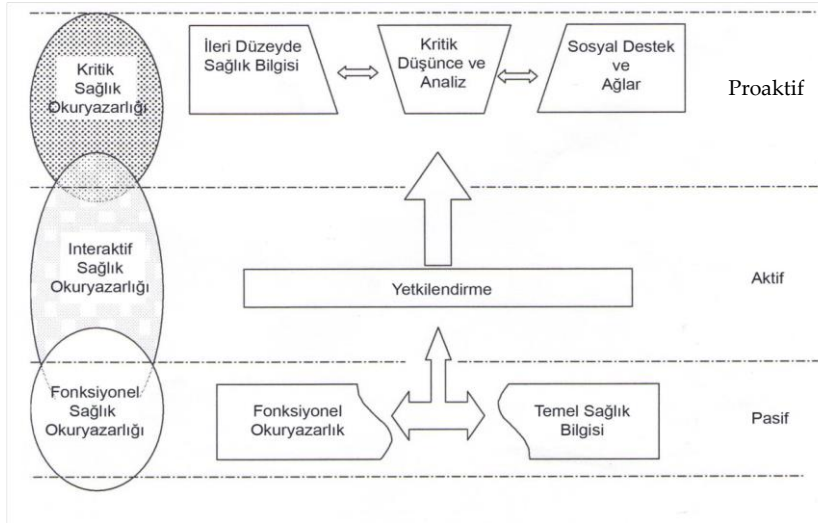 Kritik
Sağlık
Okuryazarlığı
İleri Düzeyde
Sağlık Bilgisi
Kritik
Düşünce ve
Analiz
Sosyal Destek
ve
Ağlar
Proaktif
Interaktif
Sağlık
Okuryazarlığı
Yetkilendirme
Aktif
Fonksiyonel
Sağlık
Okuryazarlığı
Fonksiyonel
Okuryazarlık
Temel Sağlık
Bilgisi
Pasif